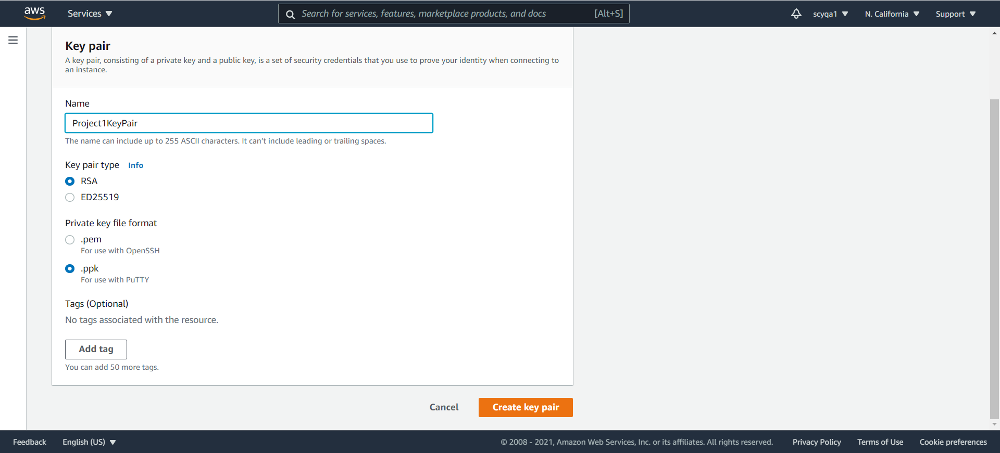 aws
Services
Search for services, features, marketplace products, and docs [Alt+S]
scyqa1
N. California
Support
Key pair
A key pair, consisting of a private key and a public key, is a set of security credentials that you use to prove your identity when connecting to
an instance.
Name
Project1KeyPair
The name can include up to 255 ASCII characters. It can't include leading or trailing spaces.
Key pair type Info
RSA
ED25519
Private key file format
.pem
For use with OpenSSH
.ppk
For use with PuTTY
Tags (Optional)
No tags associated with the resource.
Add tag
You can add 50 more tags.
Cancel
Create key pair
Feedback
English (US)
© 2008 - 2021, Amazon Web Services, Inc. or its affiliates. All rights reserved.
Privacy Policy
Terms of Use
Cookie preferences